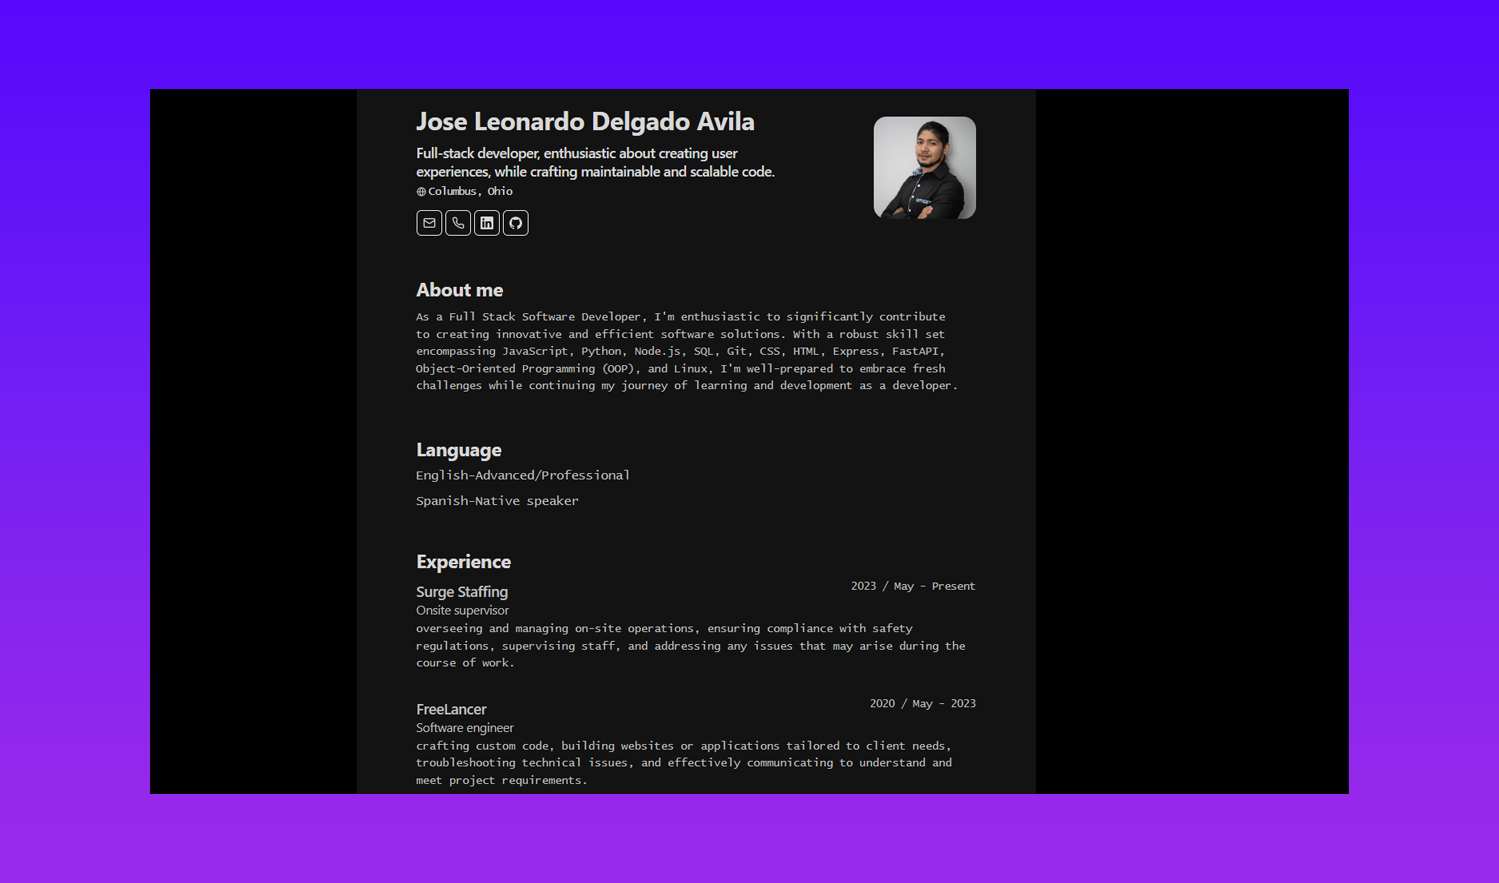 Jose Leonardo Delgado Avila
Full-stack developer, enthusiastic about creating user
experiences, while crafting maintainable and scalable code.
Columbus, Ohio
About me
As a Full Stack Software Developer, I'm enthusiastic to significantly contribute
to creating innovative and efficient software solutions. With a robust skill set
encompassing JavaScript, Python, Node.js, SQL, Git, CSS, HTML, Express, FastAPI,
Object-Oriented Programming (OOP), and Linux, I'm well-prepared to embrace fresh
challenges while continuing my journey of learning and development as a developer.
Language
English-Advanced/Professional
Spanish-Native speaker
Experience
Surge Staffing
2023 / May - Present
Onsite supervisor
overseeing and managing on-site operations, ensuring compliance with safety
regulations, supervising staff, and addressing any issues that may arise during the
course of work.
FreeLancer
2020 / May - 2023
Software engineer
crafting custom code, building websites or applications tailored to client needs,
troubleshooting technical issues, and effectively communicating to understand and
meet project requirements.